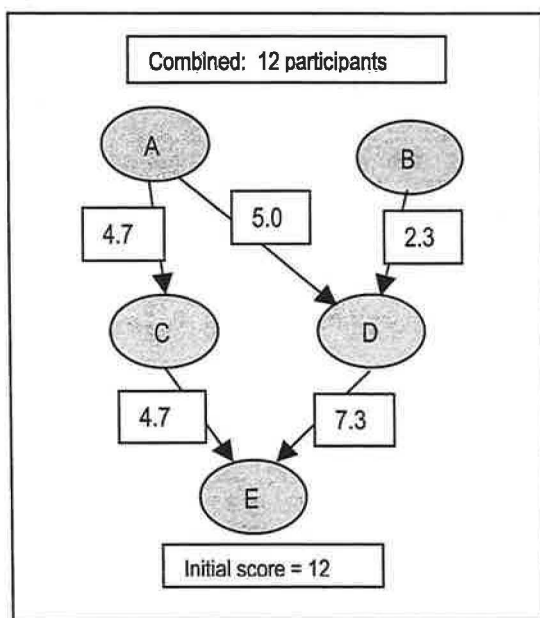 Combined: 12 participants
A
B
4.7
5.0
2.3
C
D
4.7
7.3
E
Initial score = 12